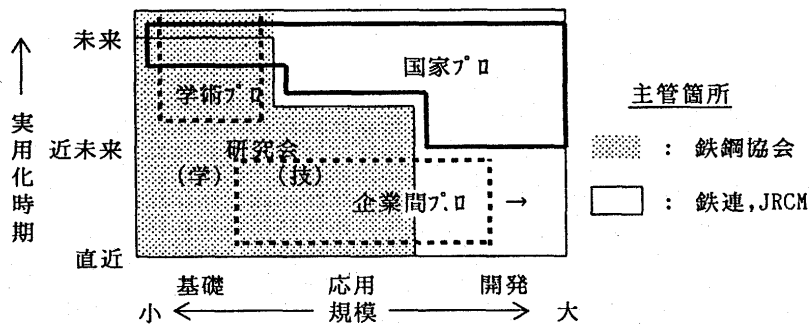 未来
国家プロ
学術プロ
主管箇所
実用化時期
近未来
研究会
: 鉄鋼協会
(学)
(技)
企業間プロ
→
: 鉄連,JRCM
直近
基礎
応用
開発
小
規模
大